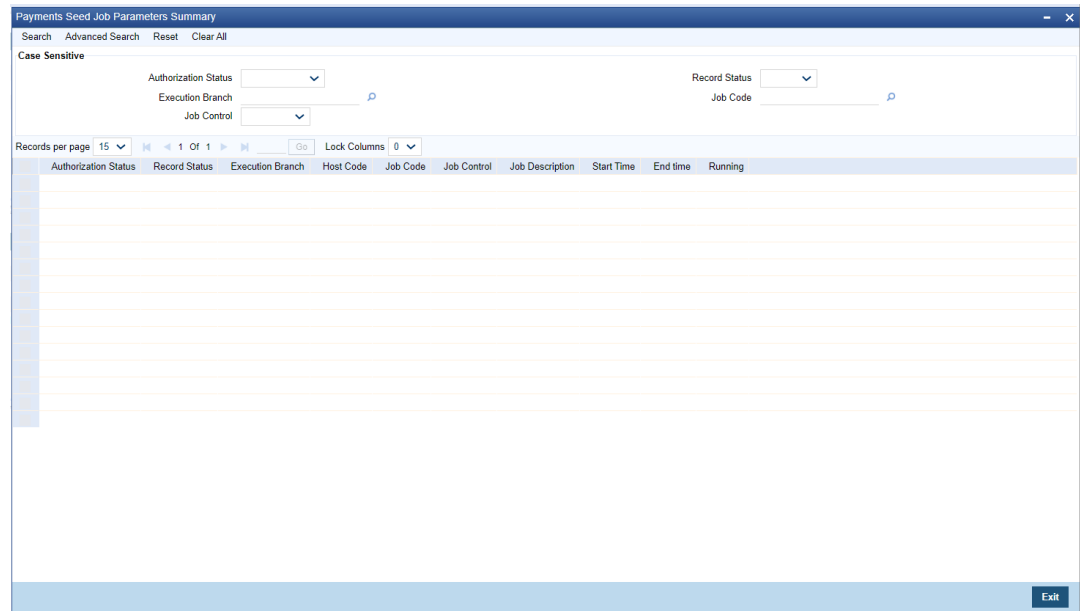 Payments Seed Job Parameters Summary
Search Advanced Search Reset Clear All
Case Sensitive
Authorization Status Record Status
Execution Branch Job Code
Job Control
Records per page 15 1 Of 1 Go Lock Columns 0
Authorization Status Record Status Execution Branch Host Code Job Code Job Control Job Description Start Time End time Running
Exit